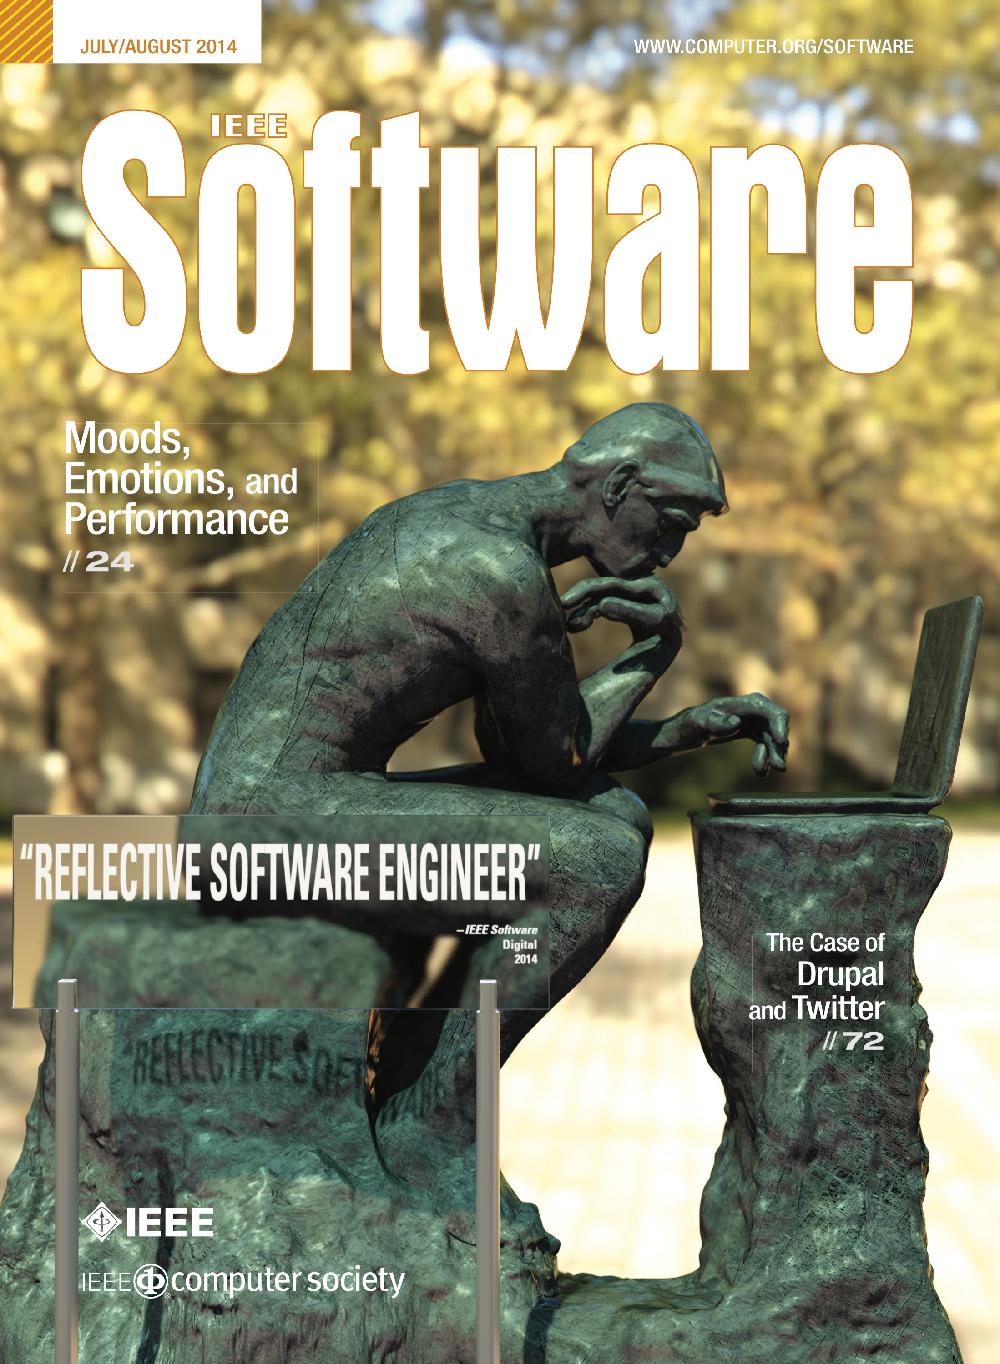 JULY/AUGUST 2014
WWW.COMPUTER.ORG/SOFTWARE
IEEE
Software
Moods,
Emotions, and
Performance
// 24
“REFLECTIVE SOFTWARE ENGINEER”
–IEEE Software
Digital
2014
The Case of
Drupal
and Twitter
// 72
REFLECTIVE SOFT
IEEE
IEEE computer society